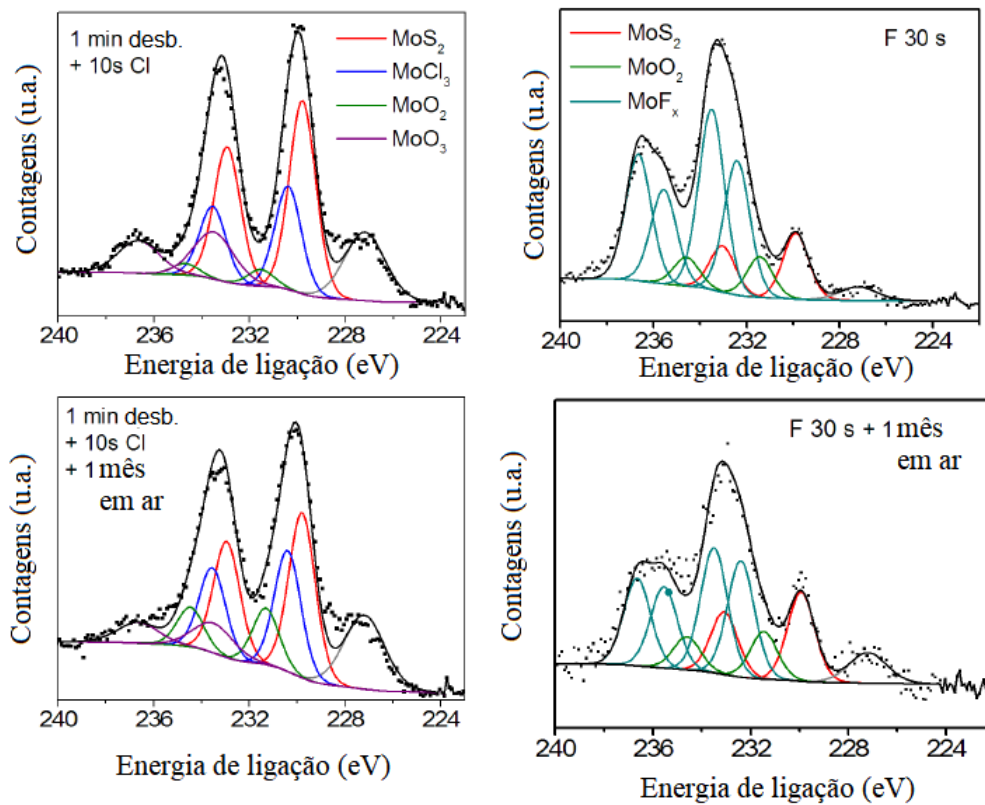 1 min desb.
+ 10s Cl
MoS₂
MoCl₃
MoO₂
MoO₃
Contagens (u.a.)
240 236 232 228 224
Energia de ligação (eV)
F 30 s
MoS₂
MoO₂
MoFₓ
Contagens (u.a.)
240 236 232 228 224
Energia de ligação (eV)
1 min desb.
+ 10s Cl
+ 1 mês
em ar
Contagens (u.a.)
240 236 232 228 224
Energia de ligação (eV)
F 30 s + 1 mês
em ar
Contagens (u.a.)
240 236 232 228 224
Energia de ligação (eV)